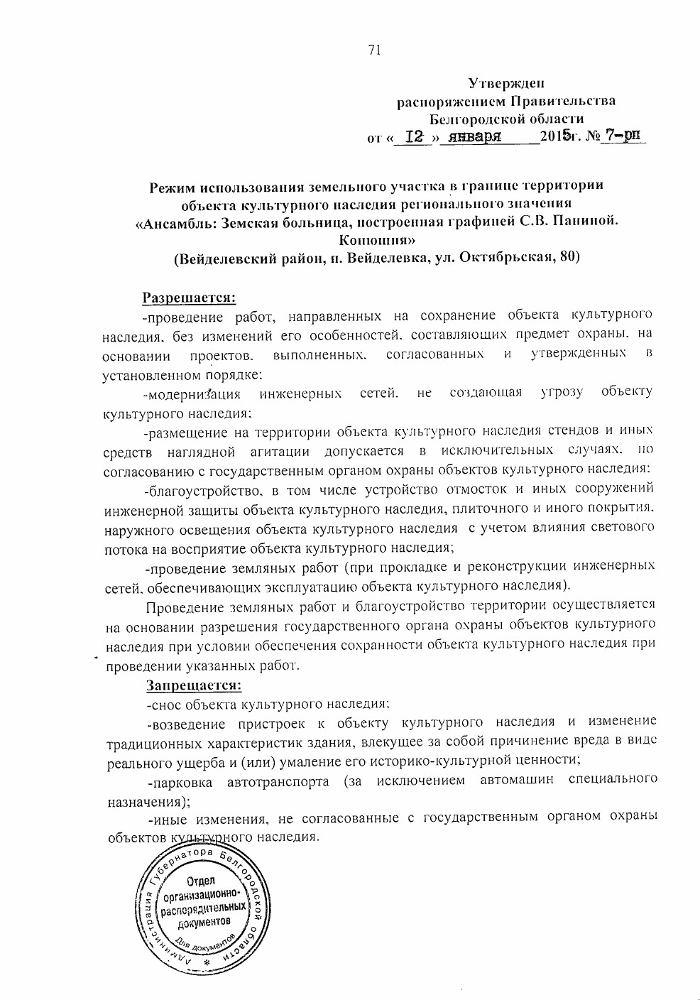 71
Утвержден
распоряжением Правительства
Белгородской области
от « 12 » января 2015г. № 7-рп
Режим использования земельного участка в границе территории
объекта культурного наследия регионального значения
«Ансамбль: Земская больница, построенная графиней С.В. Паниной.
Конюшня»
(Вейделевский район, п. Вейделевка, ул. Октябрьская, 80)
Разрешается:
-проведение работ, направленных на сохранение объекта культурного
наследия, без изменений его особенностей, составляющих предмет охраны, на
основании проектов, выполненных, согласованных и утвержденных в
установленном порядке;
-модернизация инженерных сетей, не создающая угрозу объекту
культурного наследия;
-размещение на территории объекта культурного наследия стендов и иных
средств наглядной агитации допускается в исключительных случаях, по
согласованию с государственным органом охраны объектов культурного наследия;
-благоустройство, в том числе устройство отмосток и иных сооружений
инженерной защиты объекта культурного наследия, плиточного и иного покрытия,
наружного освещения объекта культурного наследия с учетом влияния светового
потока на восприятие объекта культурного наследия;
-проведение земляных работ (при прокладке и реконструкции инженерных
сетей, обеспечивающих эксплуатацию объекта культурного наследия).
Проведение земляных работ и благоустройство территории осуществляется
на основании разрешения государственного органа охраны объектов культурного
наследия при условии обеспечения сохранности объекта культурного наследия при
проведении указанных работ.
Запрещается:
-снос объекта культурного наследия;
-возведение пристроек к объекту культурного наследия и изменение
традиционных характеристик здания, влекущее за собой причинение вреда в виде
реального ущерба и (или) умаление его историко-культурной ценности;
-парковка автотранспорта (за исключением автомашин специального
назначения);
-иные изменения, не согласованные с государственным органом охраны
объектов культурного наследия.
Администрация Губернатора Белгородской области *
Отдел
организационно-
распорядительных
документов
Для документов